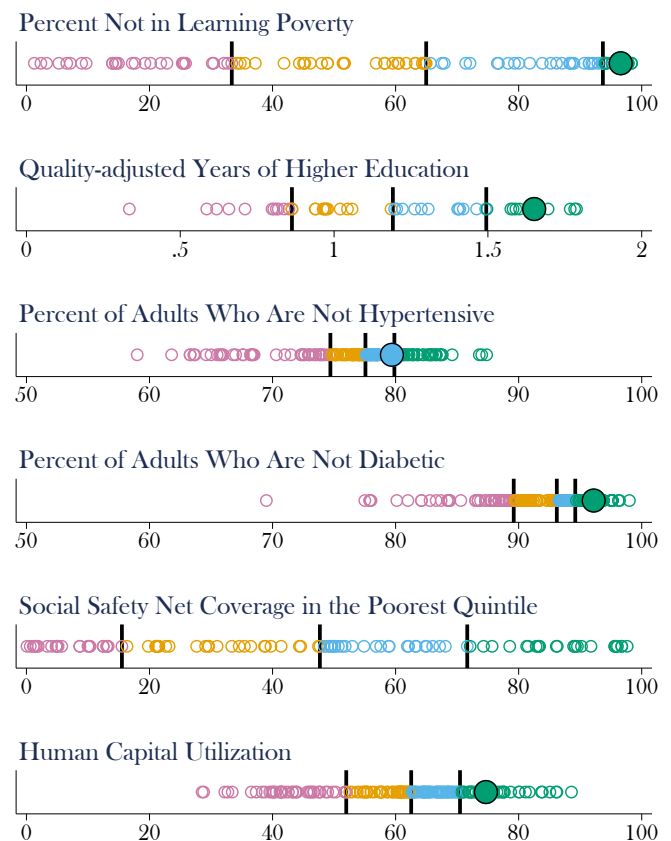 Percent Not in Learning Poverty
0 20 40 60 80 100
Quality-adjusted Years of Higher Education
0 .5 1 1.5 2
Percent of Adults Who Are Not Hypertensive
50 60 70 80 90 100
Percent of Adults Who Are Not Diabetic
50 60 70 80 90 100
Social Safety Net Coverage in the Poorest Quintile
0 20 40 60 80 100
Human Capital Utilization
0 20 40 60 80 100